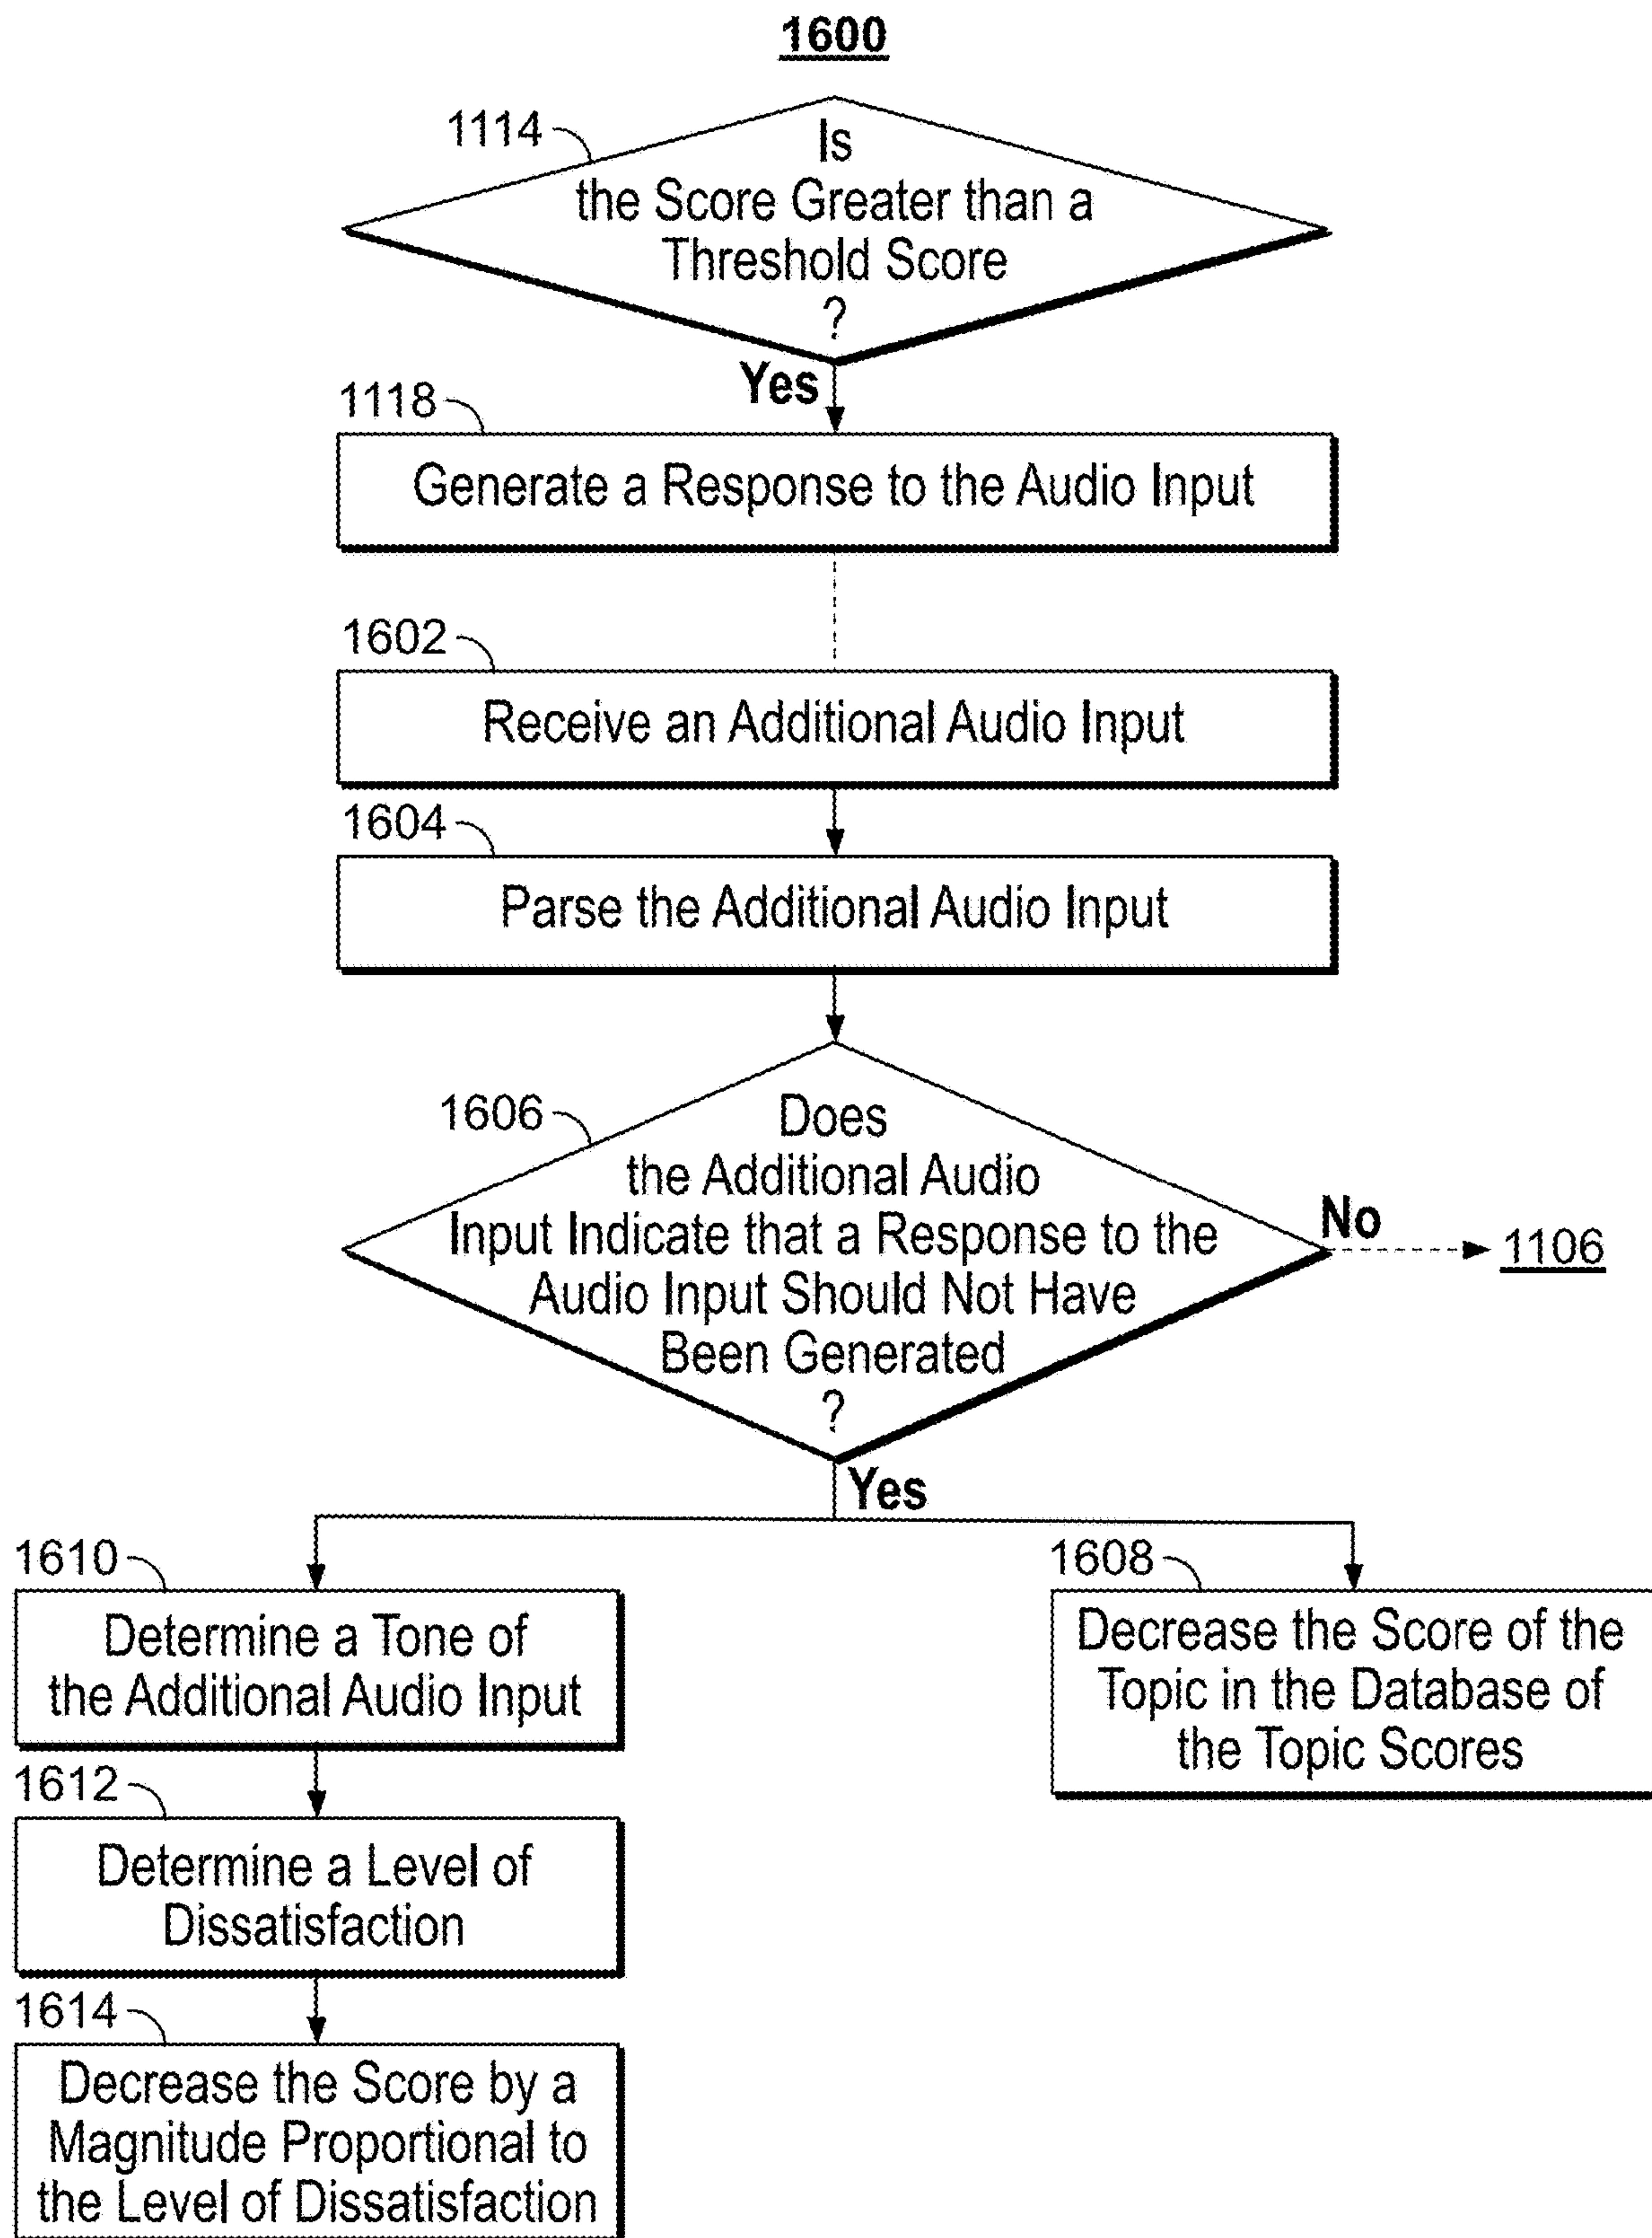 1600
1114
Is
the Score Greater than a
Threshold Score
?
Yes
1118
Generate a Response to the Audio Input
1602
Receive an Additional Audio Input
1604
Parse the Additional Audio Input
1606
Does
the Additional Audio
Input Indicate that a Response to the
Audio Input Should Not Have
Been Generated
?
No
1106
Yes
1610
Determine a Tone of
the Additional Audio Input
1608
Decrease the Score of the
Topic in the Database of
the Topic Scores
1612
Determine a Level of
Dissatisfaction
1614
Decrease the Score by a
Magnitude Proportional to
the Level of Dissatisfaction